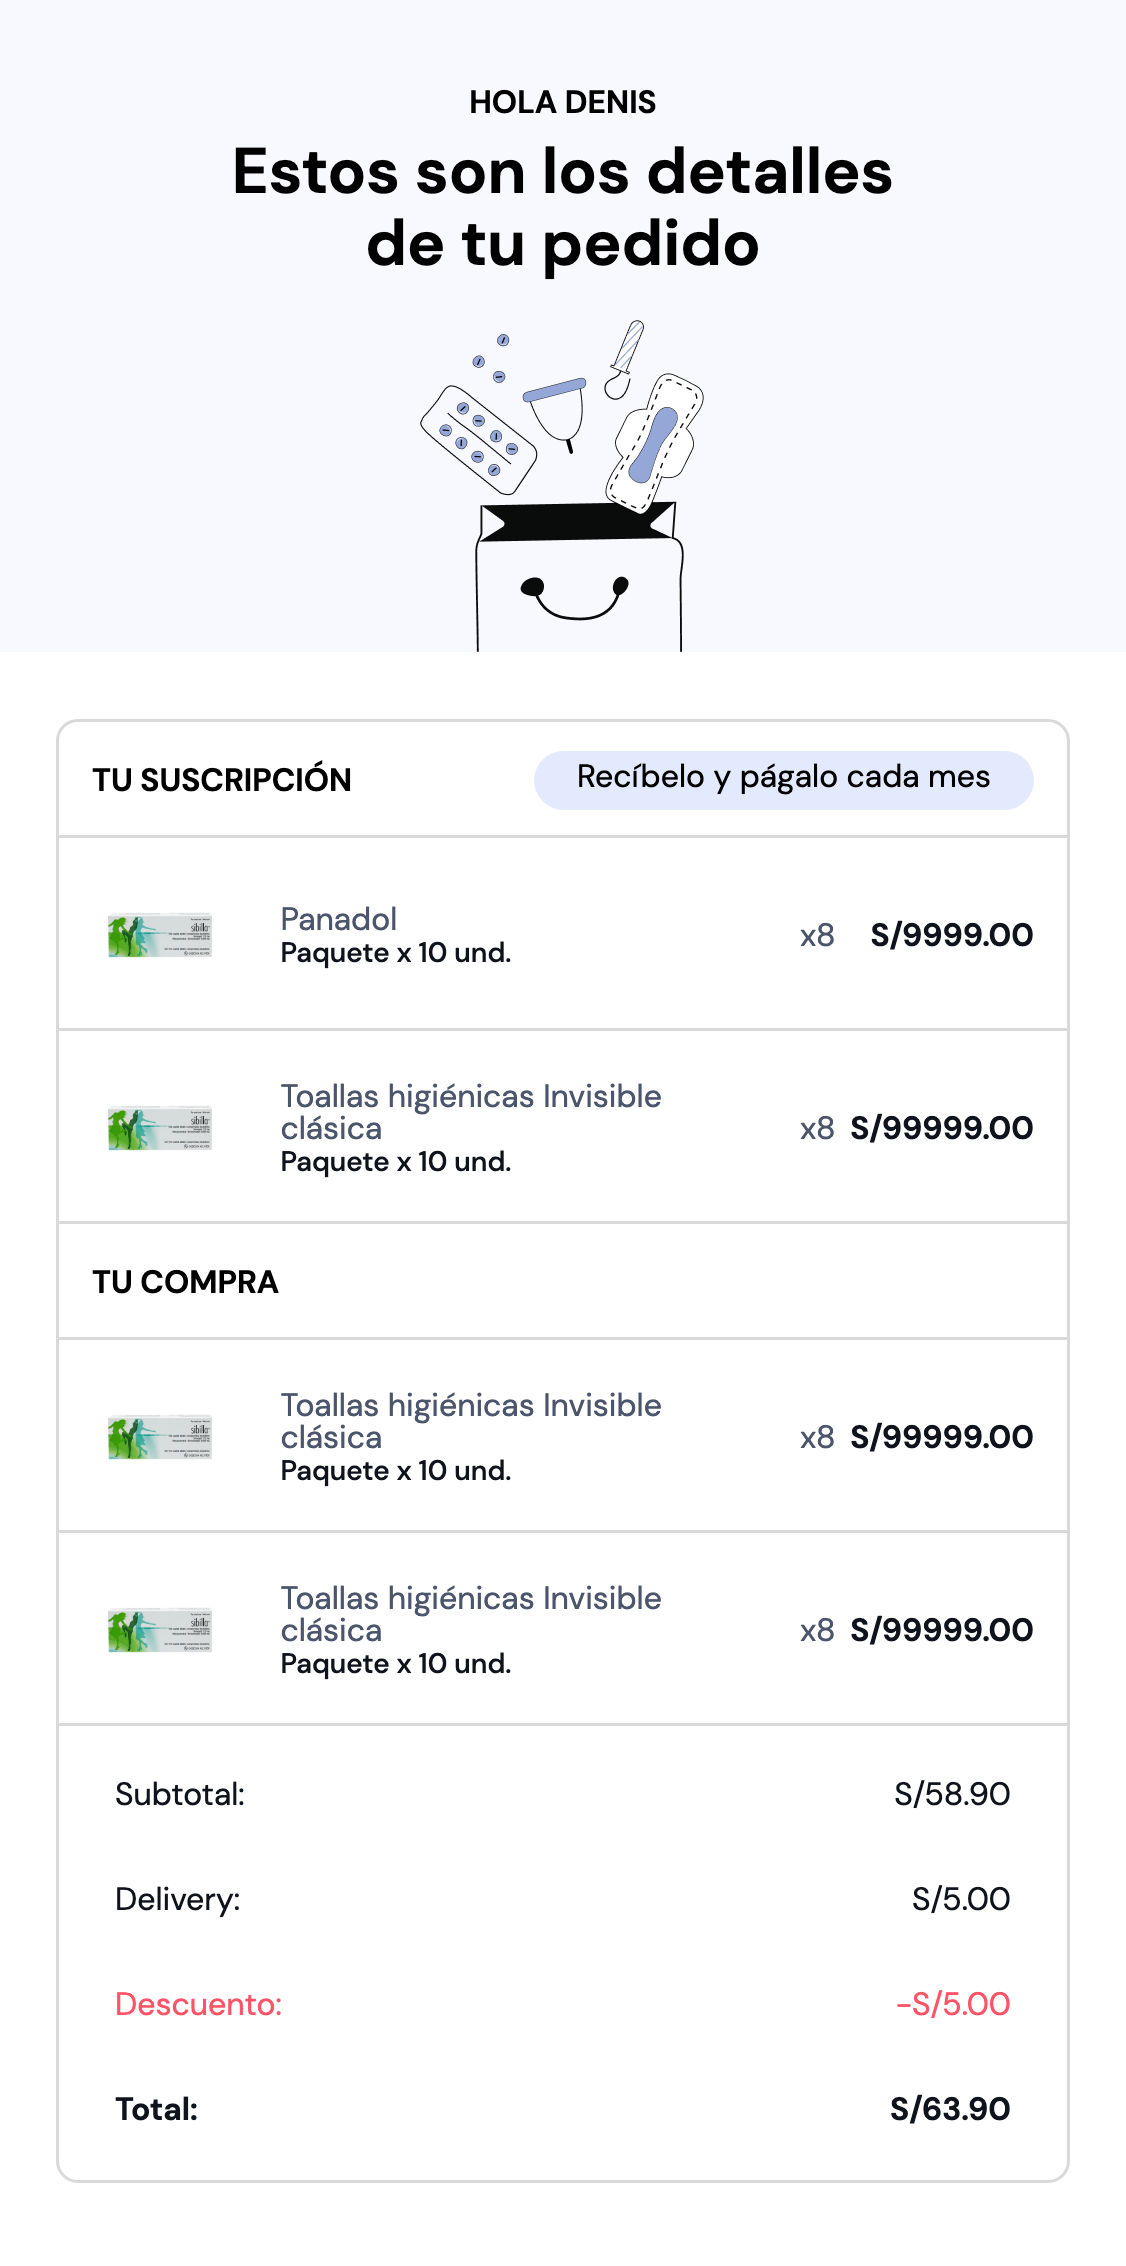 HOLA DENIS
Estos son los detalles
de tu pedido
TU SUSCRIPCIÓN
Recíbelo y págalo cada mes
sibilla
Panadol
Paquete x 10 und.
x8 S/9999.00
sibilla
Toallas higiénicas Invisible
clásica
Paquete x 10 und.
x8 S/99999.00
TU COMPRA
sibilla
Toallas higiénicas Invisible
clásica
Paquete x 10 und.
x8 S/99999.00
sibilla
Toallas higiénicas Invisible
clásica
Paquete x 10 und.
x8 S/99999.00
Subtotal: S/58.90
Delivery: S/5.00
Descuento: -S/5.00
Total: S/63.90